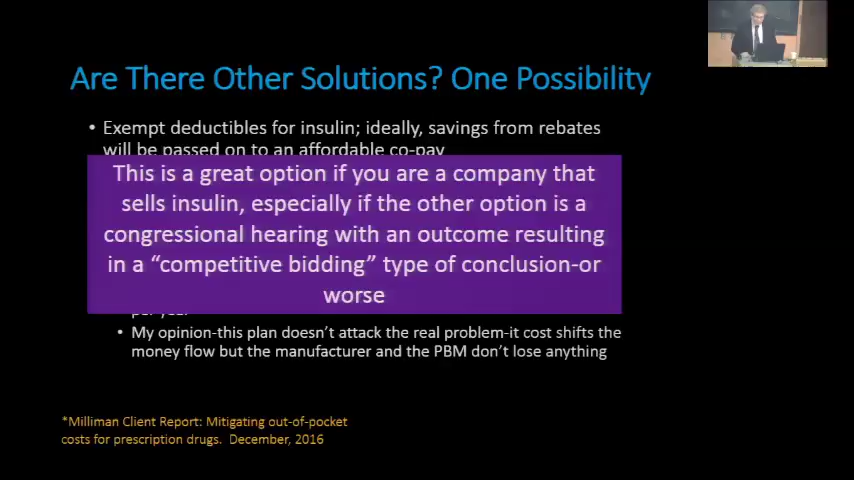 Are There Other Solutions? One Possibility
• Exempt deductibles for insulin; ideally, savings from rebates
will be passed on to an affordable co-pay
This is a great option if you are a company that
sells insulin, especially if the other option is a
congressional hearing with an outcome resulting
in a “competitive bidding” type of conclusion-or
worse
per year
• My opinion-this plan doesn’t attack the real problem-it cost shifts the
money flow but the manufacturer and the PBM don’t lose anything
*Milliman Client Report: Mitigating out-of-pocket
costs for prescription drugs.  December, 2016